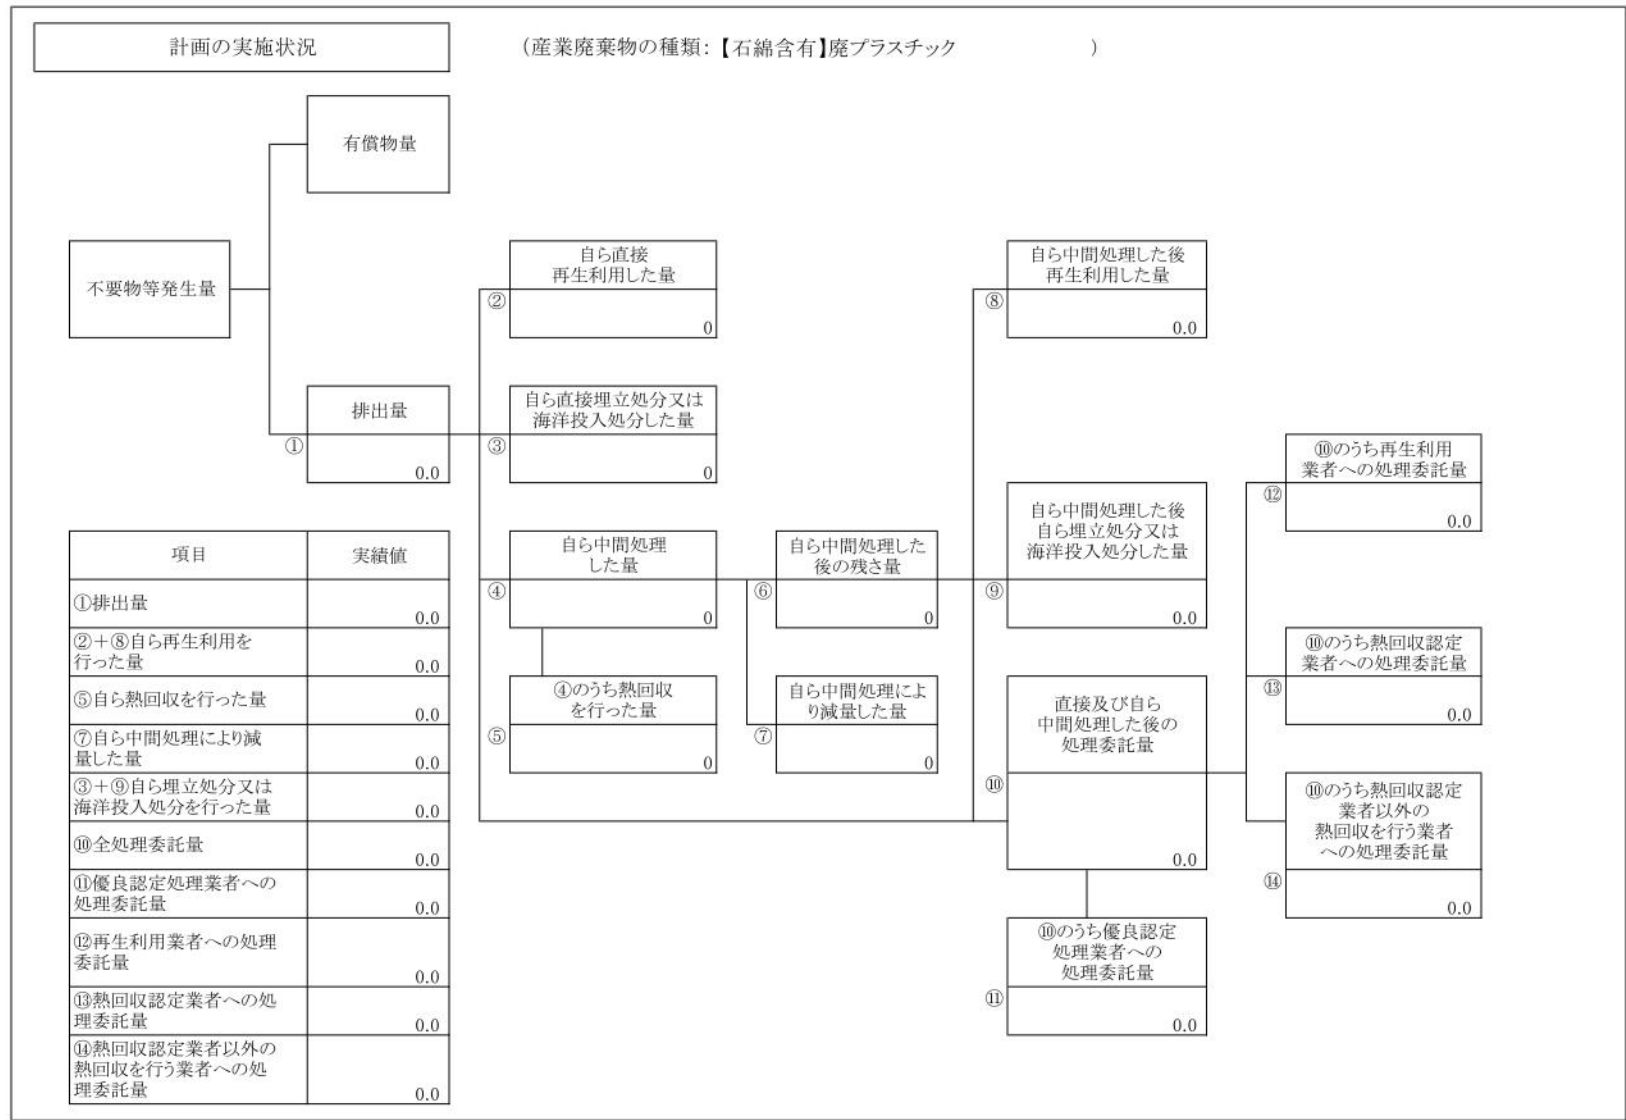 計画の実施状況
(産業廃棄物の種類:【石綿含有】廃プラスチック )
有償物量
不要物等発生量
排出量
①
0.0
自ら直接
再生利用した量
②
0
自ら直接埋立処分又は
海洋投入処分した量
③
0
自ら中間処理
した量
④
0
④のうち熱回収
を行った量
⑤
0
自ら中間処理した
後の残さ量
⑥
0
自ら中間処理によ
り減量した量
⑦
0
自ら中間処理した後
再生利用した量
⑧
0.0
自ら中間処理した後
自ら埋立処分又は
海洋投入処分した量
⑨
0.0
直接及び自ら
中間処理した後の
処理委託量
⑩
0.0
⑩のうち優良認定
処理業者への
処理委託量
⑪
0.0
⑩のうち再生利用
業者への処理委託量
⑫
0.0
⑩のうち熱回収認定
業者への処理委託量
⑬
0.0
⑩のうち熱回収認定
業者以外の
熱回収を行う業者
への処理委託量
⑭
0.0
項目 実績値
①排出量
0.0
②+⑧自ら再生利用を
行った量
0.0
⑤自ら熱回収を行った量
0.0
⑦自ら中間処理により減
量した量
0.0
③+⑨自ら埋立処分又は
海洋投入処分を行った量
0.0
⑩全処理委託量
0.0
⑪優良認定処理業者への
処理委託量
0.0
⑫再生利用業者への処理
委託量
0.0
⑬熱回収認定業者への処
理委託量
0.0
⑭熱回収認定業者以外の
熱回収を行う業者への処
理委託量
0.0